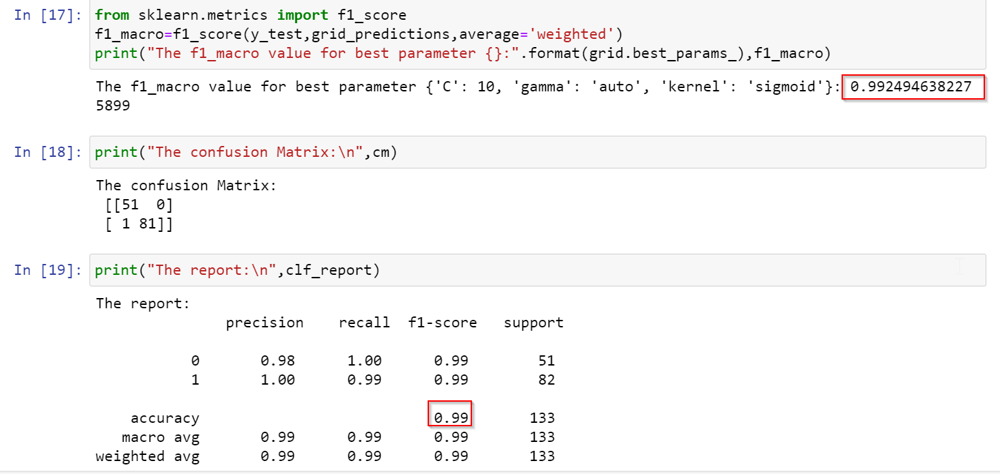 In [17]: from sklearn.metrics import f1_score
f1_macro=f1_score(y_test,grid_predictions,average='weighted')
print("The f1_macro value for best parameter {}:".format(grid.best_params_),f1_macro)
The f1_macro value for best parameter {'C': 10, 'gamma': 'auto', 'kernel': 'sigmoid'}: 0.992494638227
5899
In [18]: print("The confusion Matrix:\n",cm)
The confusion Matrix:
[[51  0]
[ 1 81]]
In [19]: print("The report:\n",clf_report)
The report:
precision    recall  f1-score   support
0       0.98      1.00      0.99        51
1       1.00      0.99      0.99        82
accuracy                           0.99       133
macro avg       0.99      0.99      0.99       133
weighted avg       0.99      0.99      0.99       133